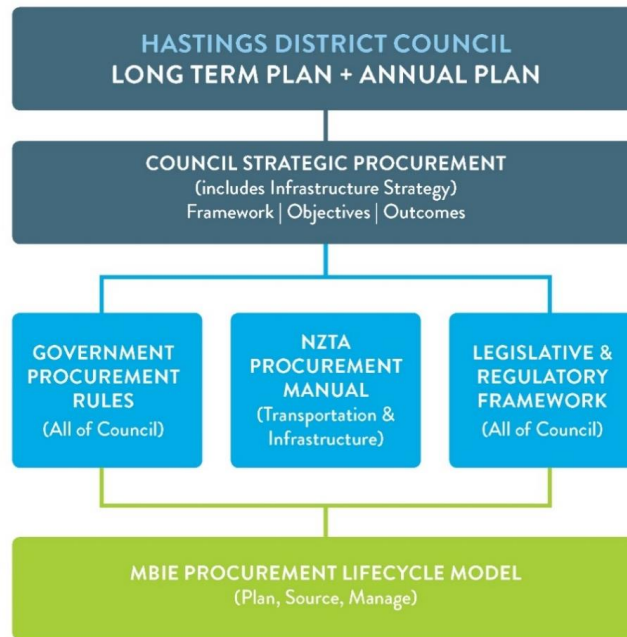 HASTINGS DISTRICT COUNCIL
LONG TERM PLAN + ANNUAL PLAN
COUNCIL STRATEGIC PROCUREMENT
(includes Infrastructure Strategy)
Framework | Objectives | Outcomes
GOVERNMENT
PROCUREMENT
RULES
(All of Council)
NZTA
PROCUREMENT
MANUAL
(Transportation &
Infrastructure)
LEGISLATIVE &
REGULATORY
FRAMEWORK
(All of Council)
MBIE PROCUREMENT LIFECYCLE MODEL
(Plan, Source, Manage)